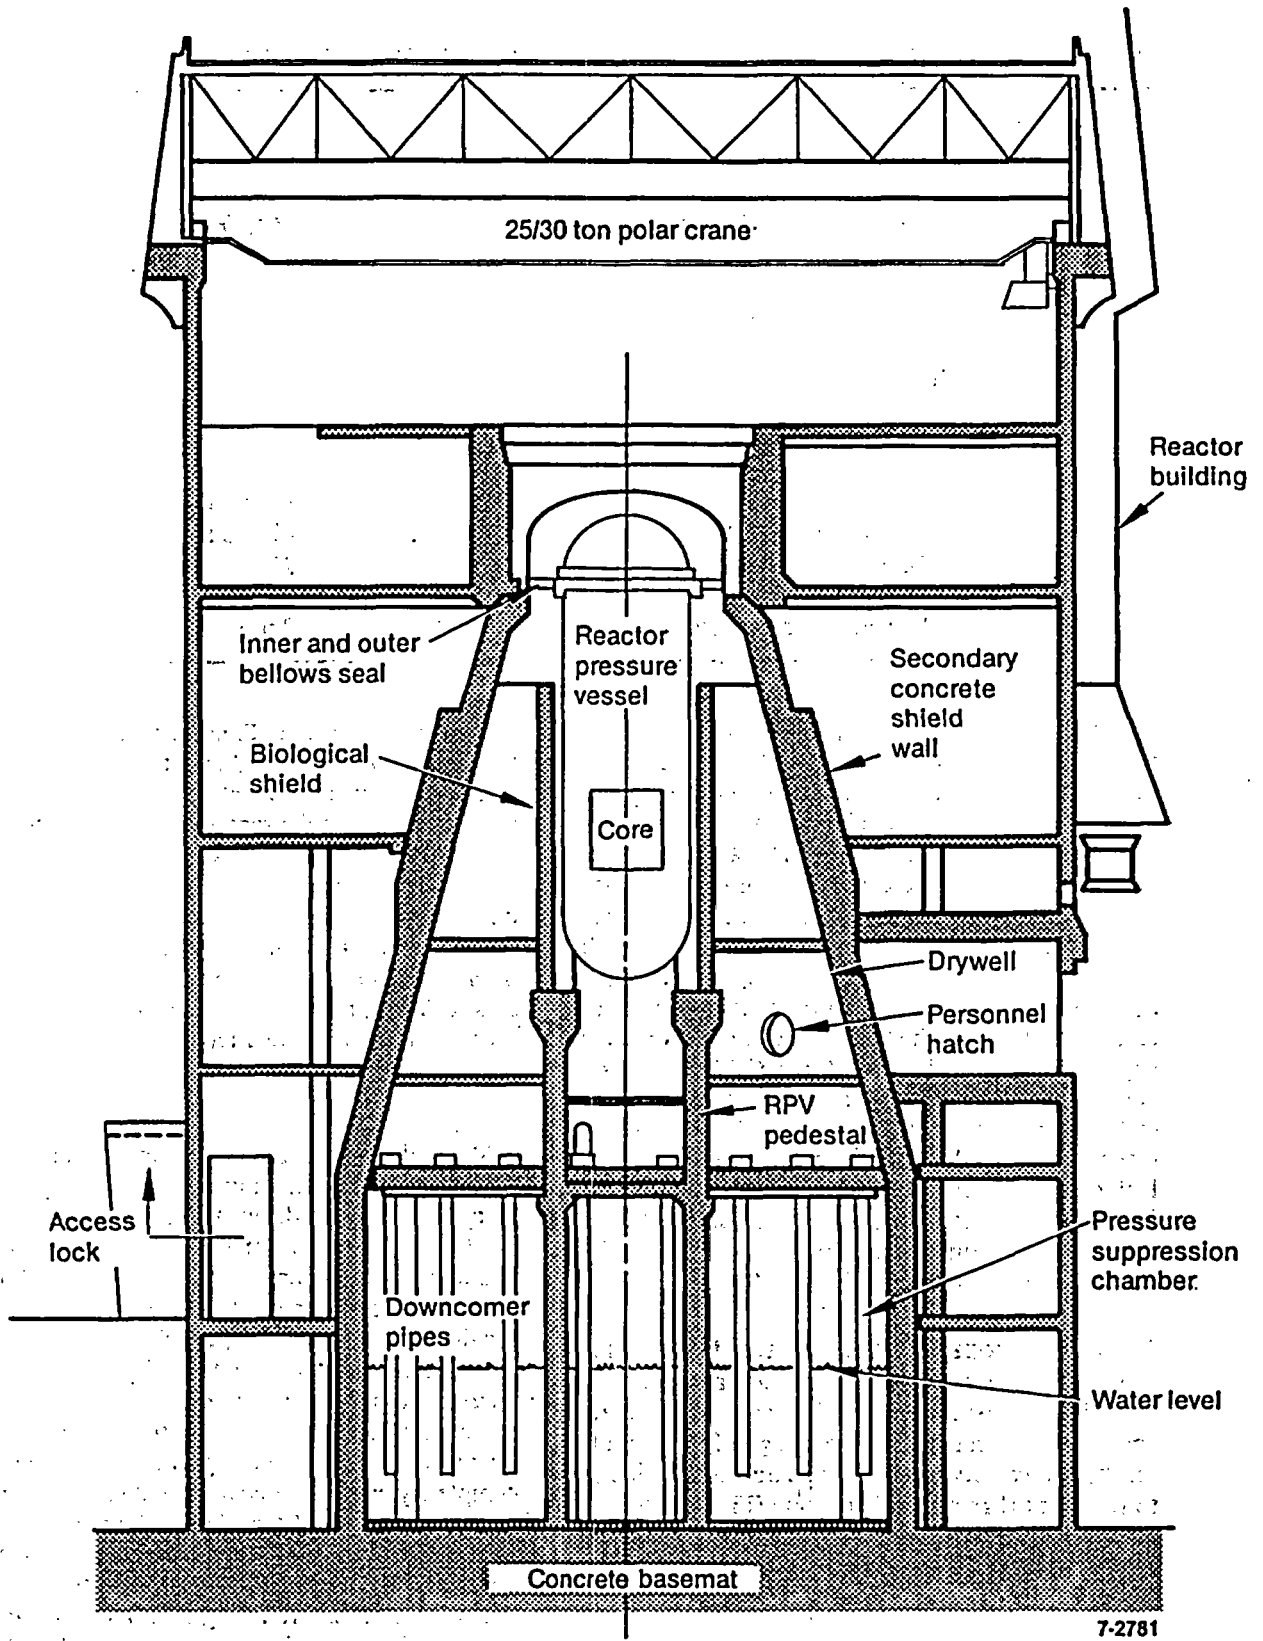 25/30 ton polar crane
Reactor
building
Inner and outer
bellows seal
Reactor
pressure
vessel
Secondary
concrete
shield
wall
Biological
shield
Core
Drywell
Personnel
hatch
RPV
pedestal
Access
lock
Pressure
suppression
chamber
Downcomer
pipes
Water level
Concrete basemat
7-2781